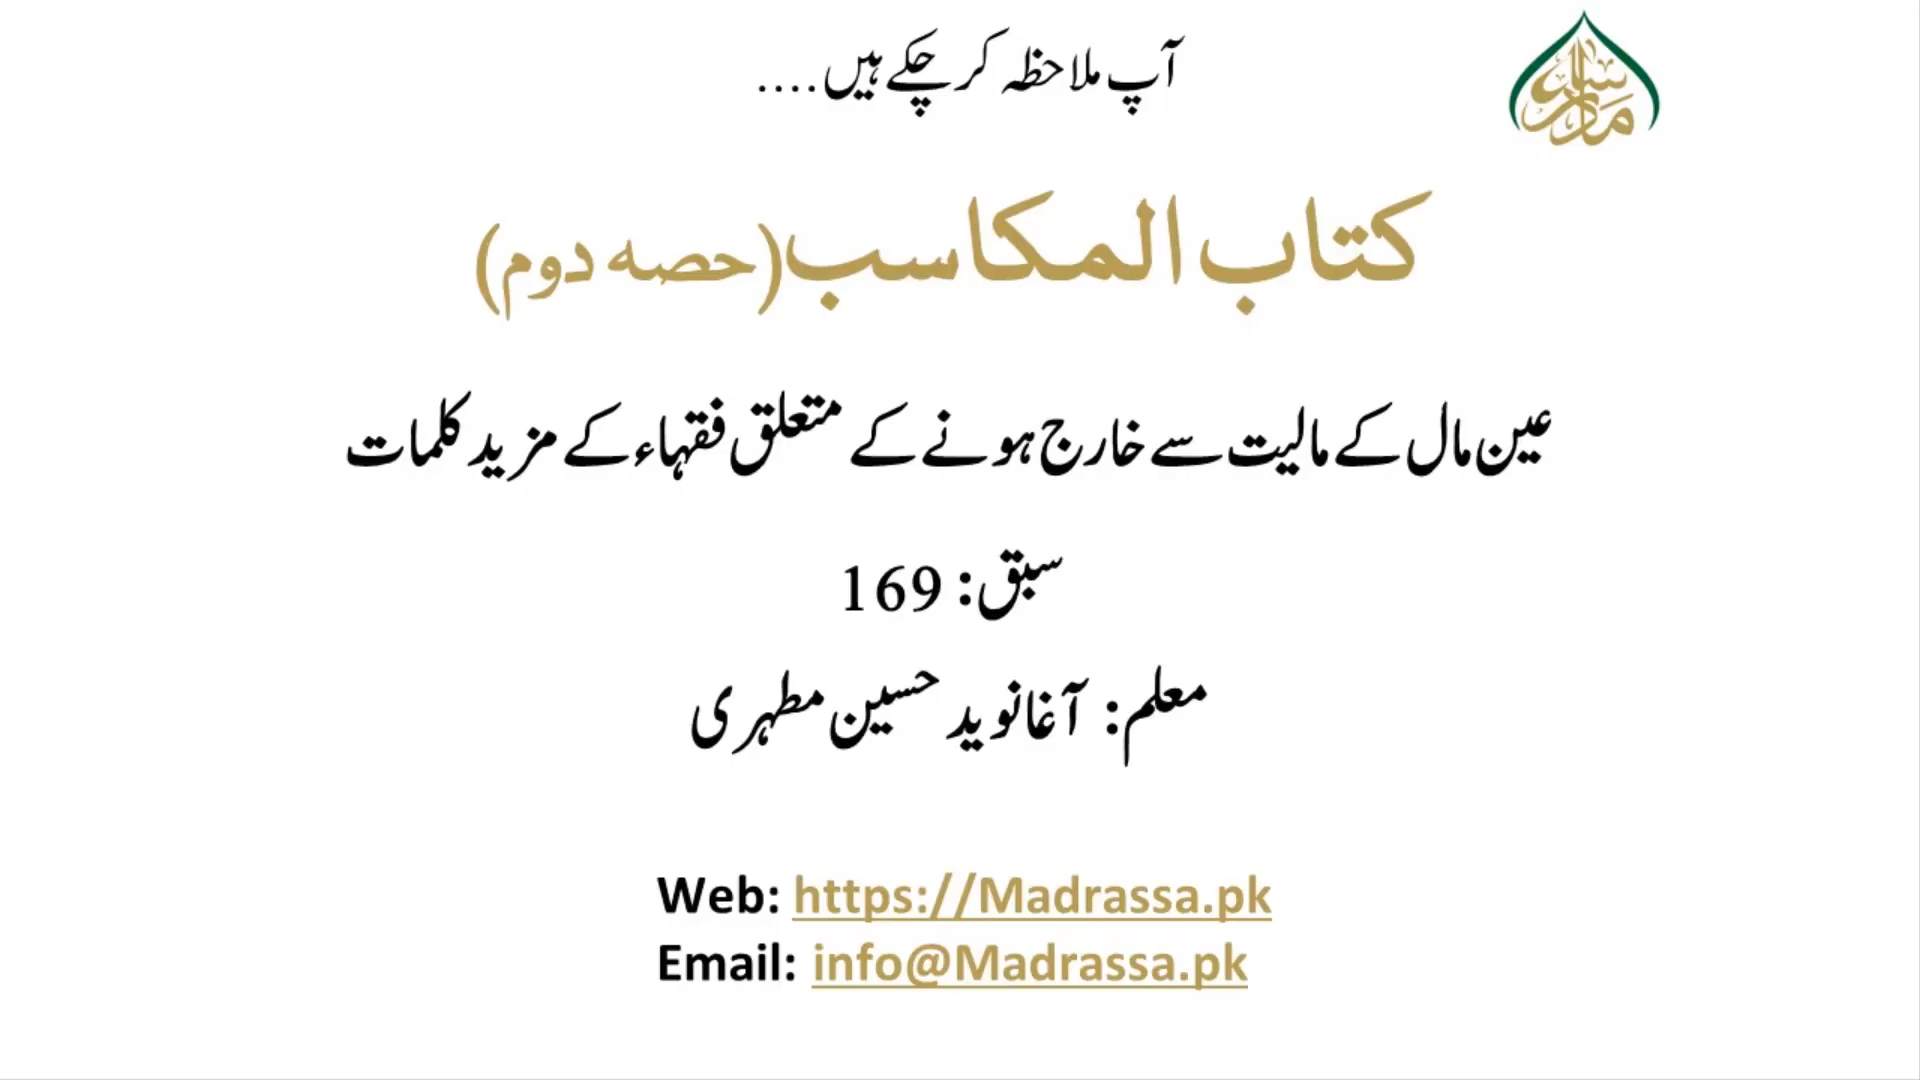 آپ ملاحظہ کر چکے ہیں....
مدرسہ
کتاب المکاسب(حصہ دوم)
عین مال کے مالیت سے خارج ہونے کے متعلق فقہاء کے مزید کلمات
سبق: 169
معلم: آغا نوید حسین مطہری
Web: https://Madrassa.pk
Email: info@Madrassa.pk